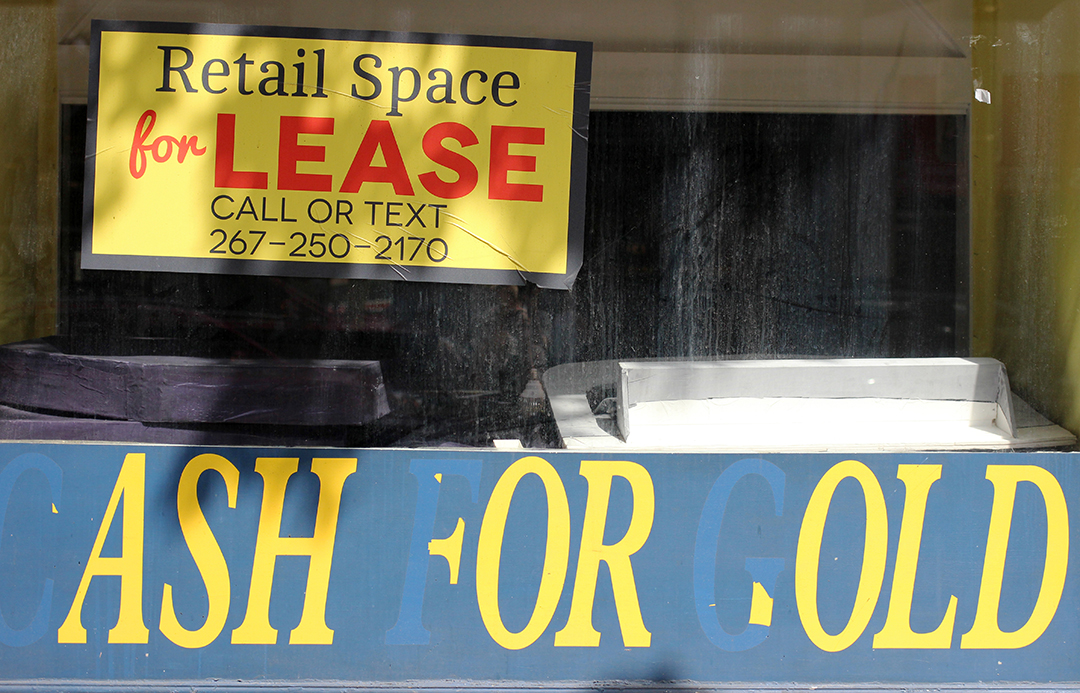 Retail Space
for LEASE
CALL OR TEXT
267-250-2170
CASH FOR GOLD